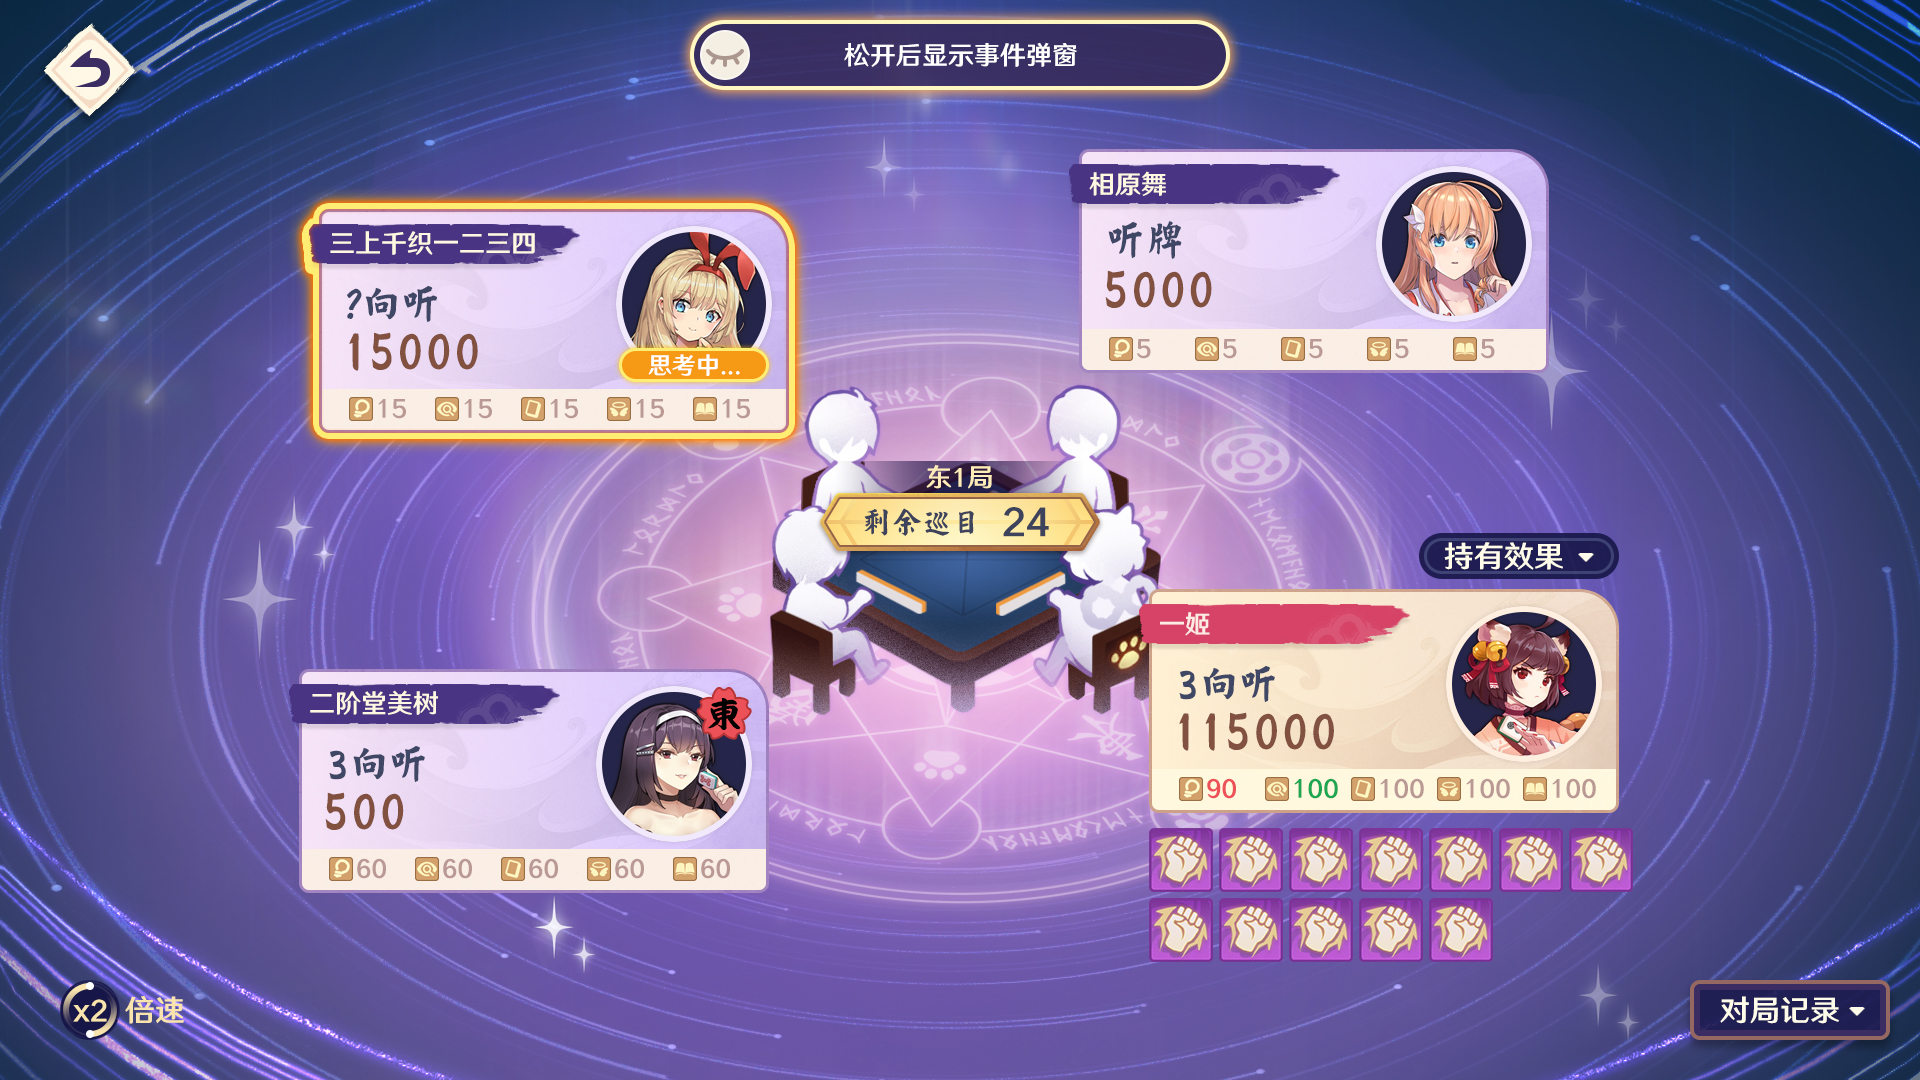 松开后显示事件弹窗
三上千织一二三四
?向听
15000
思考中...
15 15 15 15 15
相原舞
听牌
5000
5 5 5 5 5
东1局
剩余巡目 24
持有效果
一姬
3向听
115000
90 100 100 100 100
二阶堂美树
東
3向听
500
60 60 60 60 60
x2 倍速
对局记录